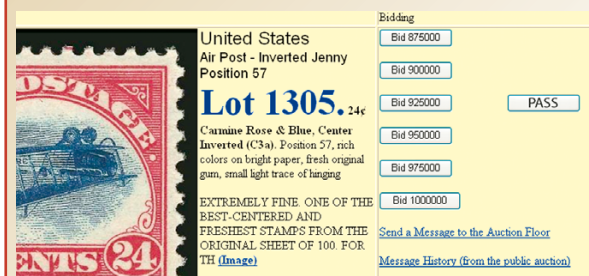 Bidding
United States
Air Post - Inverted Jenny
Position 57
Lot 1305. 24¢
Carmine Rose & Blue, Center
Inverted (C3a). Position 57, rich
colors on bright paper, fresh original
gum, small light trace of hinging
EXTREMELY FINE. ONE OF THE
BEST-CENTERED AND
FRESHEST STAMPS FROM THE
ORIGINAL SHEET OF 100. FOR
TH (Image)
Bid 875000
Bid 900000
Bid 925000
PASS
Bid 950000
Bid 975000
Bid 1000000
Send a Message to the Auction Floor
Message History (from the public auction)
OSTAGE
ENTS 24